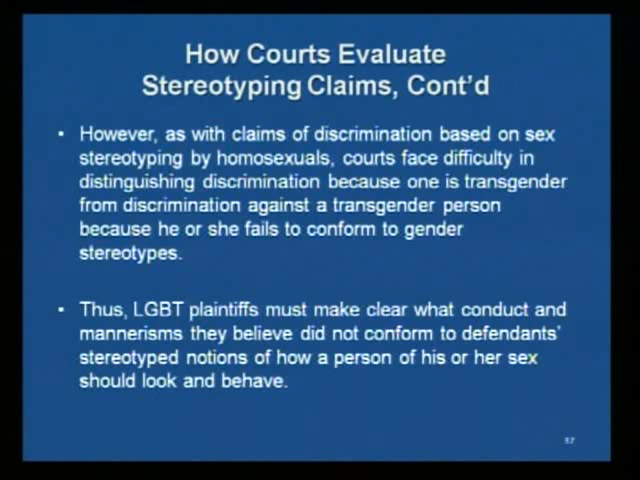 How Courts Evaluate
Stereotyping Claims, Cont'd
• However, as with claims of discrimination based on sex
stereotyping by homosexuals, courts face difficulty in
distinguishing discrimination because one is transgender
from discrimination against a transgender person
because he or she fails to conform to gender
stereotypes.
• Thus, LGBT plaintiffs must make clear what conduct and
mannerisms they believe did not conform to defendants'
stereotyped notions of how a person of his or her sex
should look and behave.
37